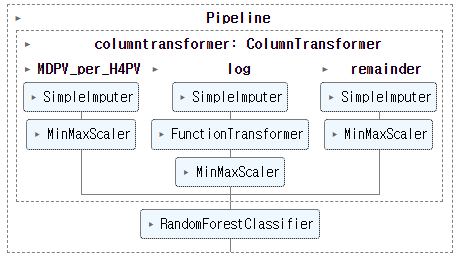 Pipeline
columntransformer: ColumnTransformer
MDPV_per_H4PV log remainder
SimpleImputer SimpleImputer SimpleImputer
MinMaxScaler FunctionTransformer MinMaxScaler
MinMaxScaler
RandomForestClassifier